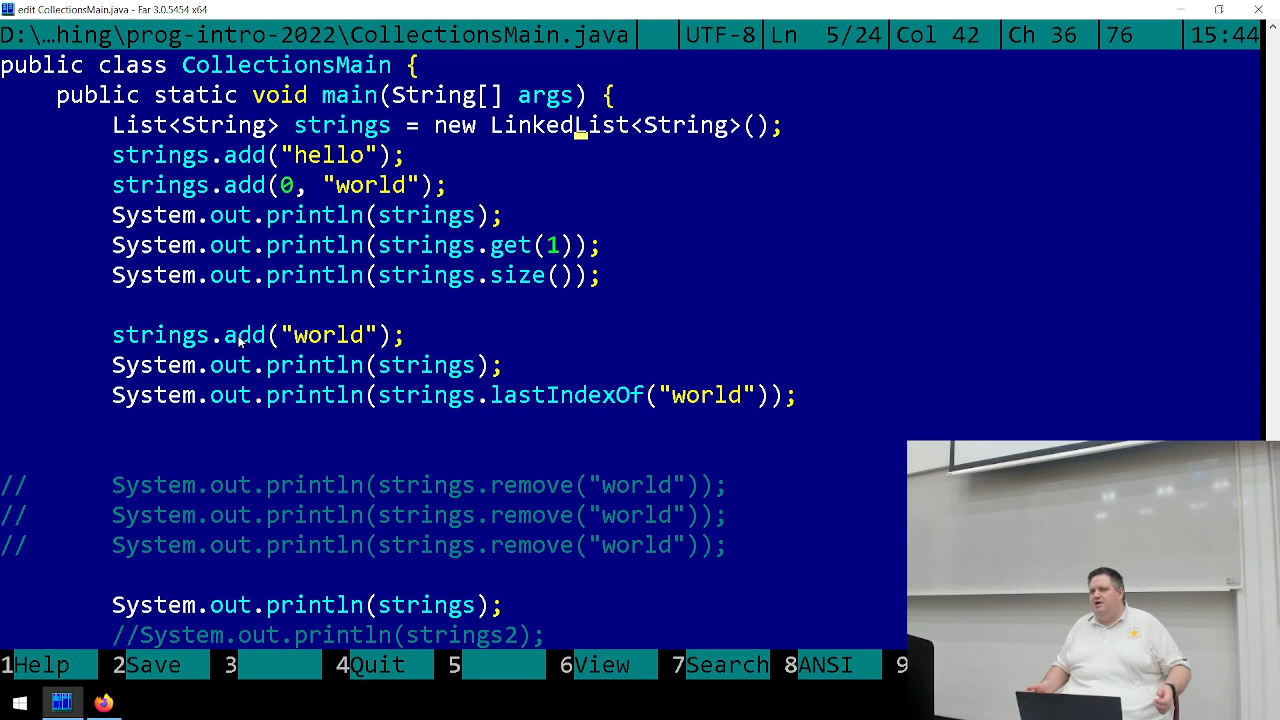 edit CollectionsMain.java - Far 3.0.5454 x64
D:\…hing\prog-intro-2022\CollectionsMain.java UTF-8 Ln 5/24 Col 42 Ch 36 76 15:44
public class CollectionsMain {
    public static void main(String[] args) {
        List<String> strings = new LinkedList<String>();
        strings.add("hello");
        strings.add(0, "world");
        System.out.println(strings);
        System.out.println(strings.get(1));
        System.out.println(strings.size());
        strings.add("world");
        System.out.println(strings);
        System.out.println(strings.lastIndexOf("world"));
//      System.out.println(strings.remove("world"));
//      System.out.println(strings.remove("world"));
//      System.out.println(strings.remove("world"));
        System.out.println(strings);
        //System.out.println(strings2);
1Help 2Save 3 4Quit 5 6View 7Search 8ANSI 9